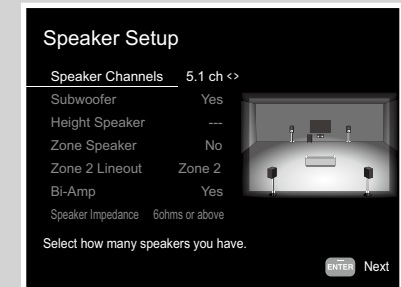 Speaker Setup
Speaker Channels 5.1 ch <>
Subwoofer Yes
Height Speaker ---
Zone Speaker No
Zone 2 Lineout Zone 2
Bi-Amp Yes
Speaker Impedance 6ohms or above
Select how many speakers you have.
ENTER Next